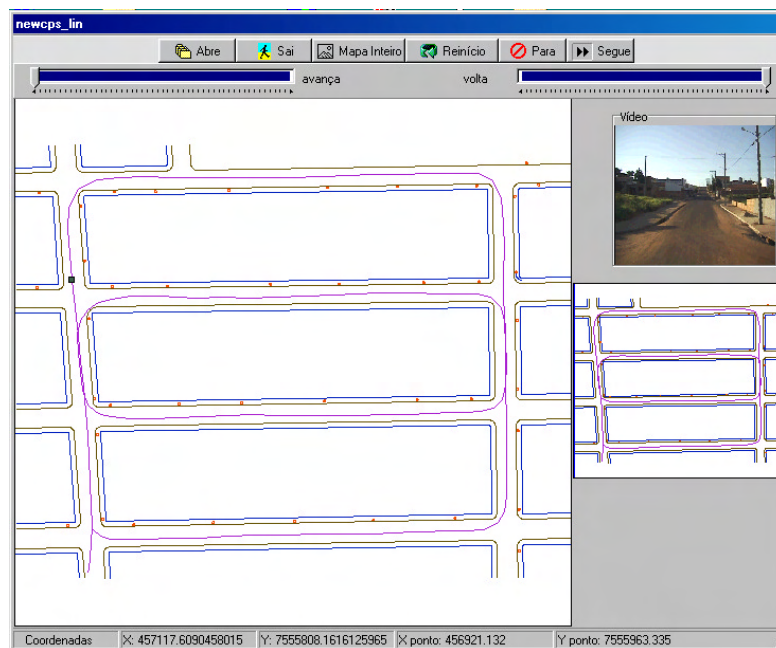 newcps_lin
Abre Sai Mapa Inteiro Reinício Para Segue
avança volta
Vídeo
Coordenadas X: 457117.6090458015 Y: 7555808.1616125965 X ponto: 456921.132 Y ponto: 7555963.335